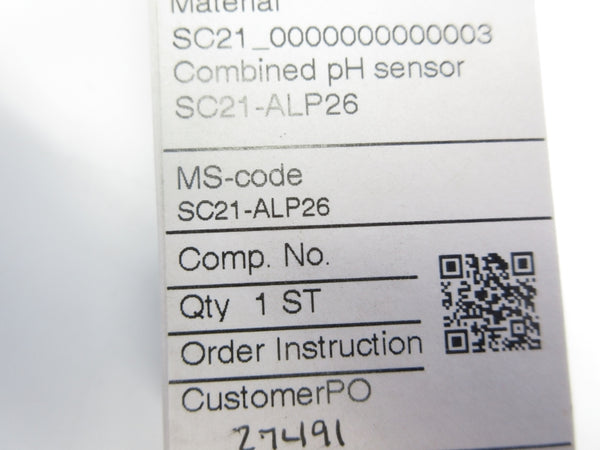 Material
SC21_0000000000003
Combined pH sensor
SC21-ALP26
MS-code
SC21-ALP26
Comp. No.
Qty 1 ST
Order Instruction
CustomerPO
27491